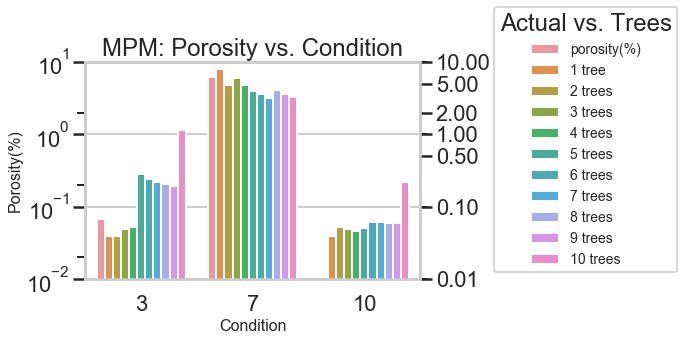 MPM: Porosity vs. Condition
Porosity(%)
10^1
10^0
10^-1
10^-2
10.00
5.00
2.00
1.00
0.50
0.10
0.01
3 7 10
Condition
Actual vs. Trees
porosity(%)
1 tree
2 trees
3 trees
4 trees
5 trees
6 trees
7 trees
8 trees
9 trees
10 trees